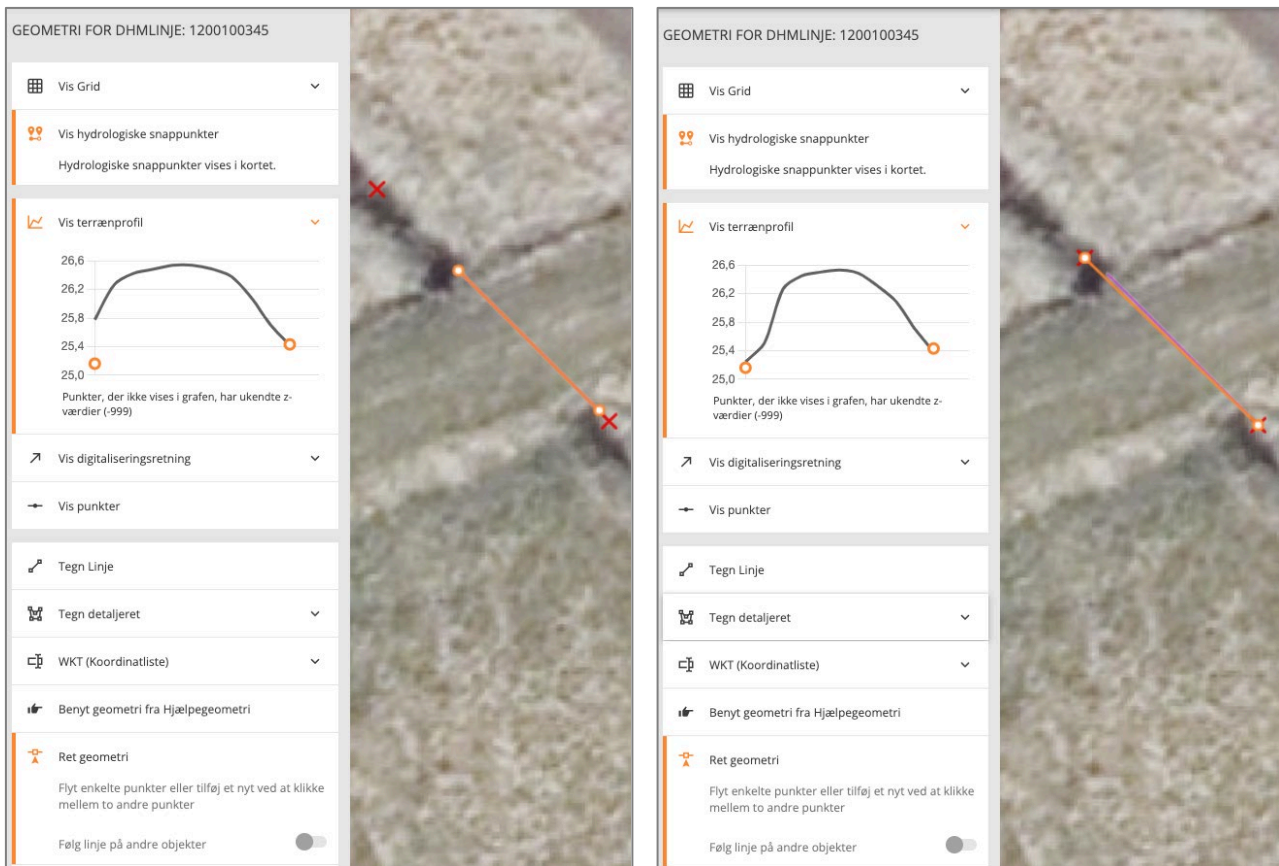 GEOMETRI FOR DHMLINJE: 1200100345
Vis Grid
Vis hydrologiske snappunkter
Hydrologiske snappunkter vises i kortet.
Vis terrænprofil
26,6
26,2
25,8
25,4
25,0
Punkter, der ikke vises i grafen, har ukendte z-
værdier (-999)
Vis digitaliseringsretning
Vis punkter
Tegn Linje
Tegn detaljeret
WKT (Koordinatliste)
Benyt geometri fra Hjælpegeometri
Ret geometri
Flyt enkelte punkter eller tilføj et nyt ved at klikke
mellem to andre punkter
Følg linje på andre objekter
GEOMETRI FOR DHMLINJE: 1200100345
Vis Grid
Vis hydrologiske snappunkter
Hydrologiske snappunkter vises i kortet.
Vis terrænprofil
26,6
26,2
25,8
25,4
25,0
Punkter, der ikke vises i grafen, har ukendte z-
værdier (-999)
Vis digitaliseringsretning
Vis punkter
Tegn Linje
Tegn detaljeret
WKT (Koordinatliste)
Benyt geometri fra Hjælpegeometri
Ret geometri
Flyt enkelte punkter eller tilføj et nyt ved at klikke
mellem to andre punkter
Følg linje på andre objekter